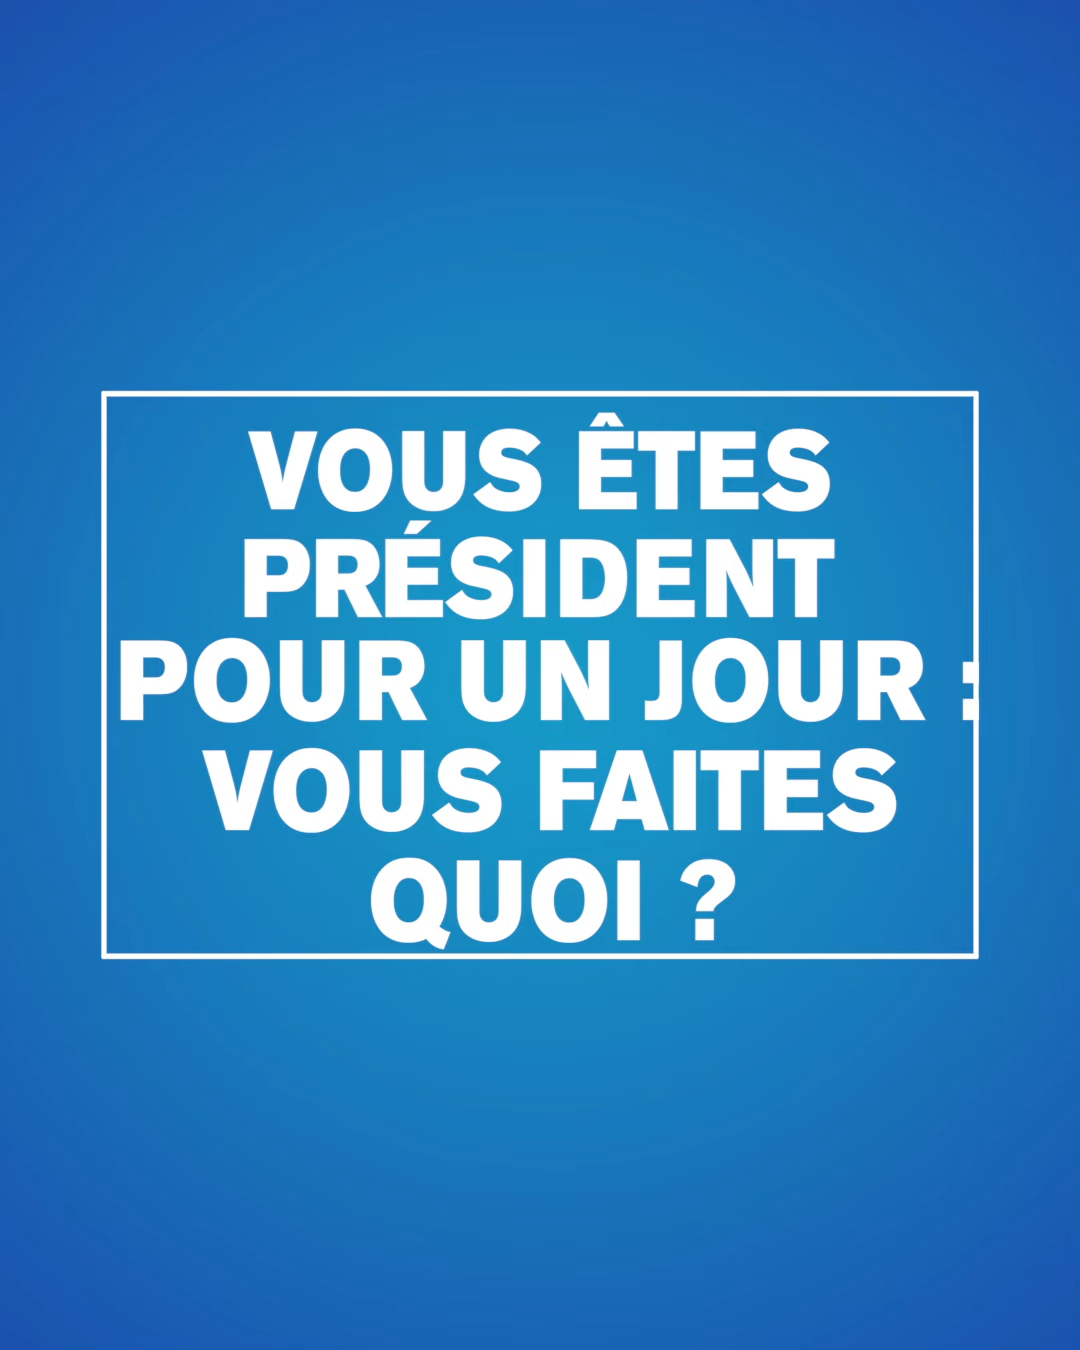 VOUS ÊTES
PRÉSIDENT
POUR UN JOUR :
VOUS FAITES
QUOI ?